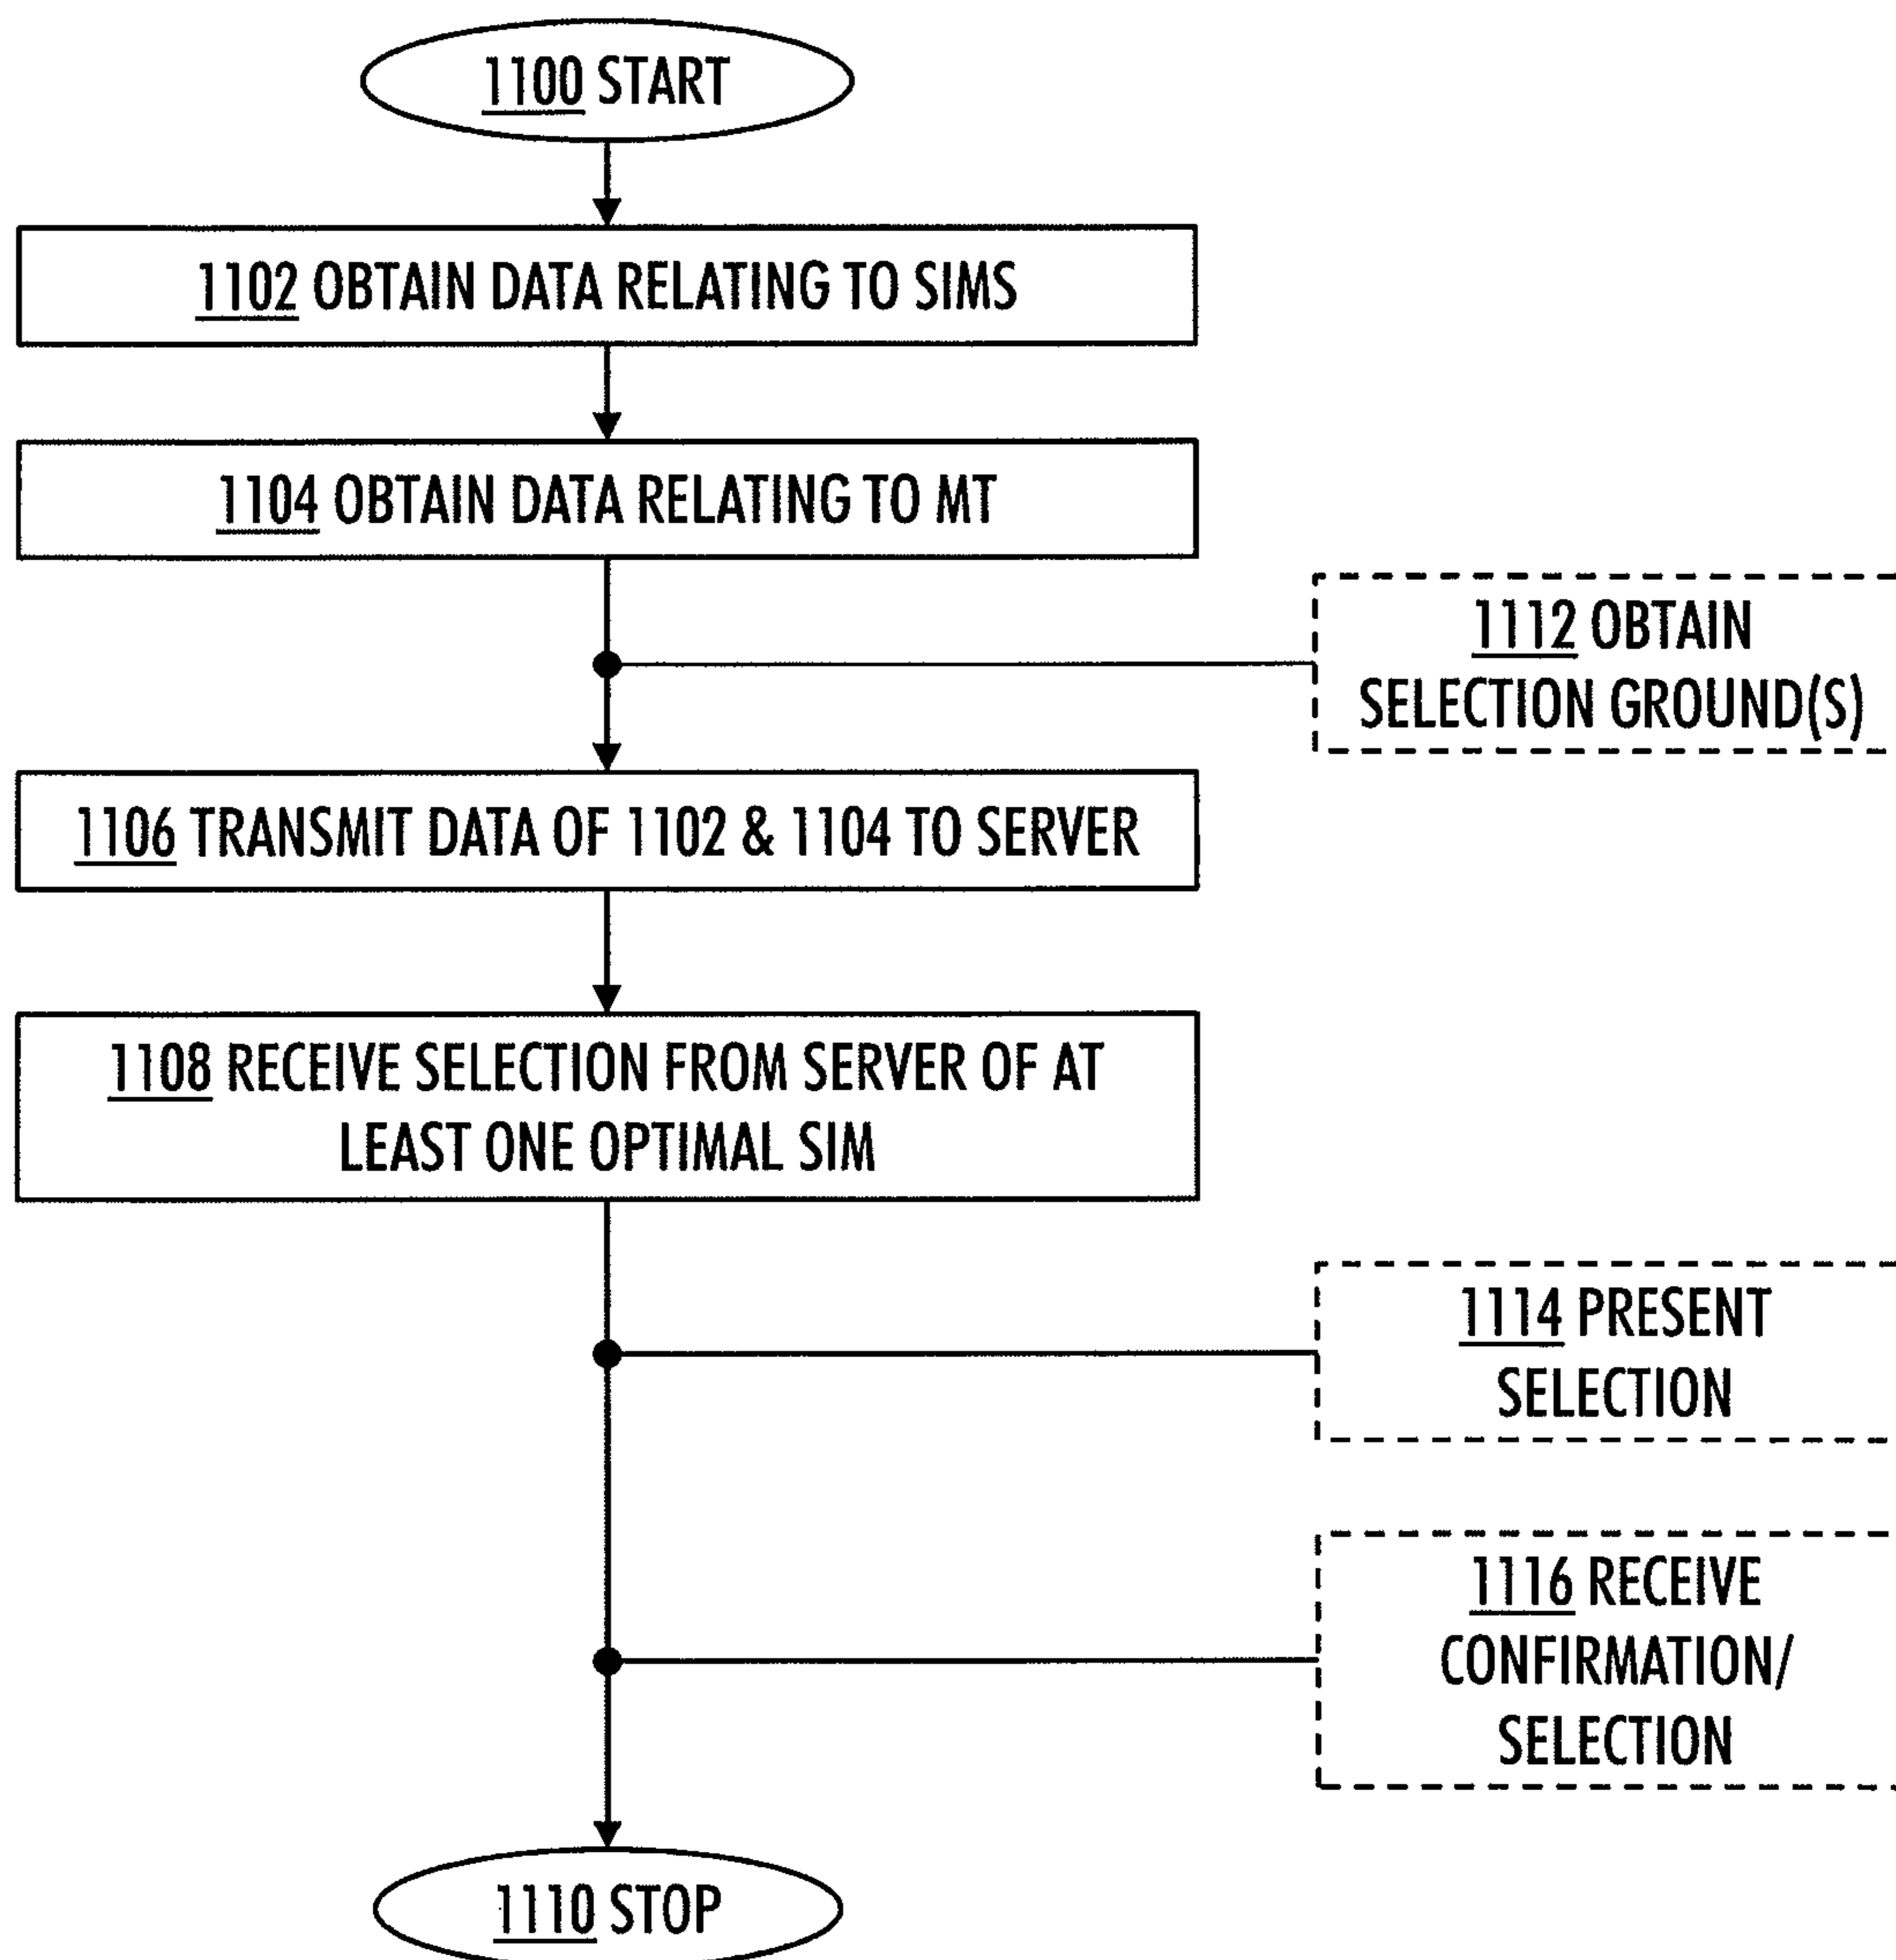 1100 START
1102 OBTAIN DATA RELATING TO SIMS
1104 OBTAIN DATA RELATING TO MT
1112 OBTAIN
SELECTION GROUND(S)
1106 TRANSMIT DATA OF 1102 & 1104 TO SERVER
1108 RECEIVE SELECTION FROM SERVER OF AT
LEAST ONE OPTIMAL SIM
1114 PRESENT
SELECTION
1116 RECEIVE
CONFIRMATION/
SELECTION
1110 STOP